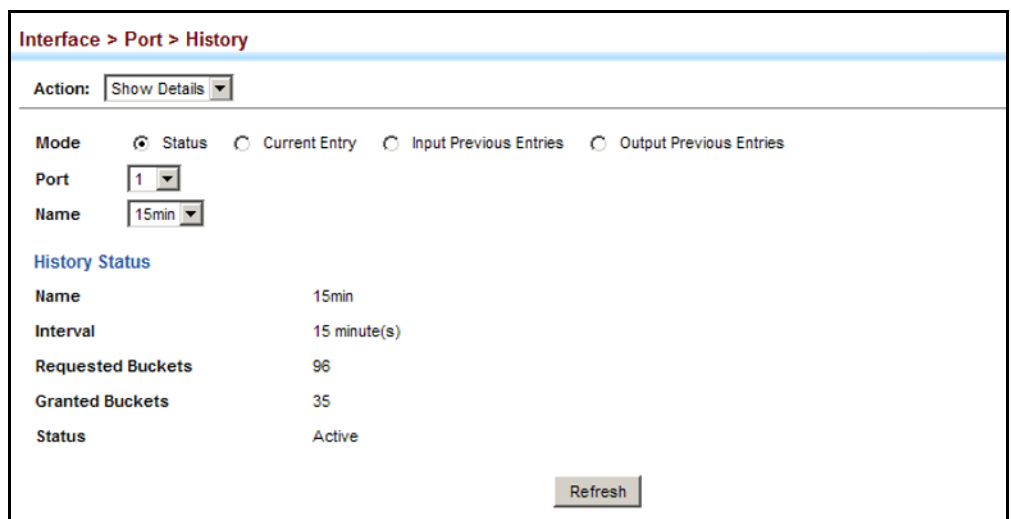 Interface > Port > History
Action: Show Details
Mode Status Current Entry Input Previous Entries Output Previous Entries
Port 1
Name 15min
History Status
Name 15min
Interval 15 minute(s)
Requested Buckets 96
Granted Buckets 35
Status Active
Refresh